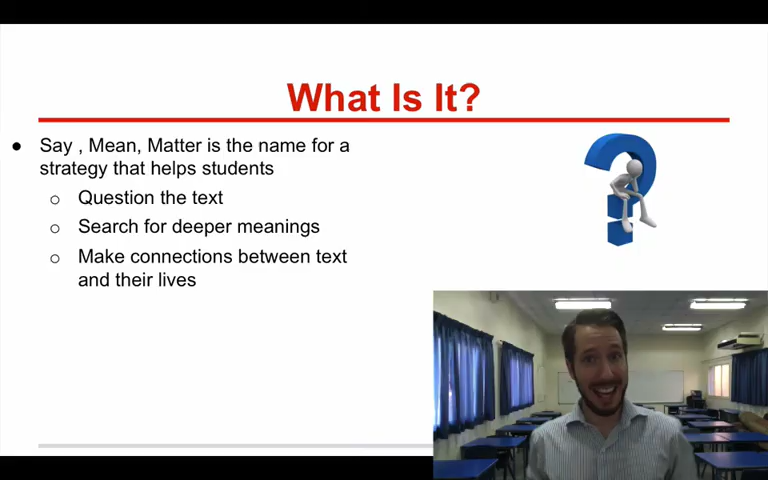 What Is It?
● Say , Mean, Matter is the name for a
strategy that helps students
○ Question the text
○ Search for deeper meanings
○ Make connections between text
and their lives